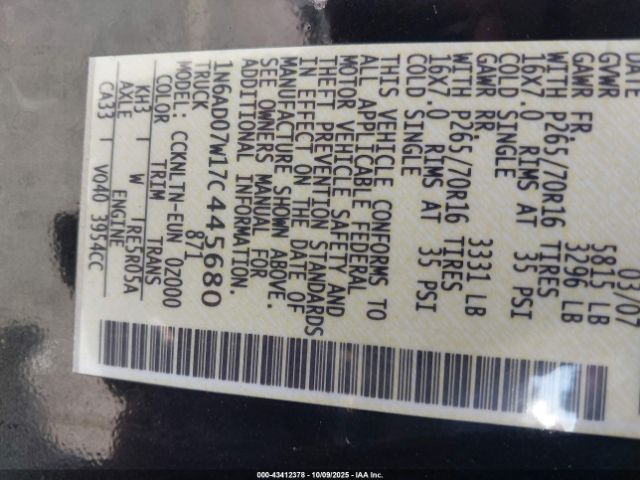 DATE 03/07
GVWR 5815 LB
GAWR FR. 3296 LB
WITH P265/70R16 TIRES
16X7.0 RIMS AT 35 PSI
COLD SINGLE
GAWR RR. 3331 LB
WITH P265/70R16 TIRES
16X7.0 RIMS AT 35 PSI
COLD SINGLE
THIS VEHICLE CONFORMS TO
ALL APPLICABLE FEDERAL
MOTOR VEHICLE SAFETY AND
THEFT PREVENTION STANDARDS
IN EFFECT ON THE DATE OF
MANUFACTURE SHOWN ABOVE.
SEE OWNERS MANUAL FOR
ADDITIONAL INFORMATION.
1N6AD07W17C445680
TRUCK 871
MODEL: CCKNLTN-EUN 0Z000
COLOR TRIM TRANS
KH3 | W TRE5R05A
AXLE ENGINE
CA33 | VQ40 3954CC
000-43412378 | 10/09/2025 | IAA Inc.